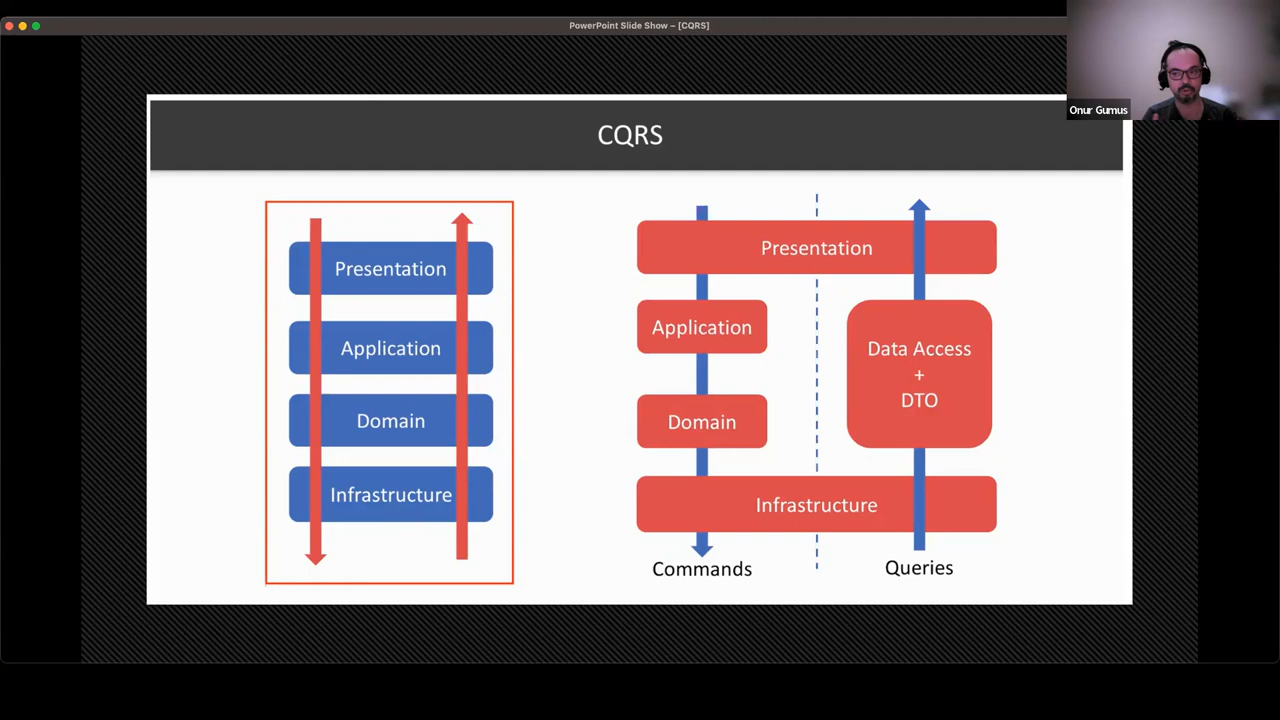 PowerPoint Slide Show – [CQRS]
Onur Gumus
CQRS
Presentation
Application
Domain
Infrastructure
Presentation
Application
Domain
Data Access
+
DTO
Infrastructure
Commands
Queries